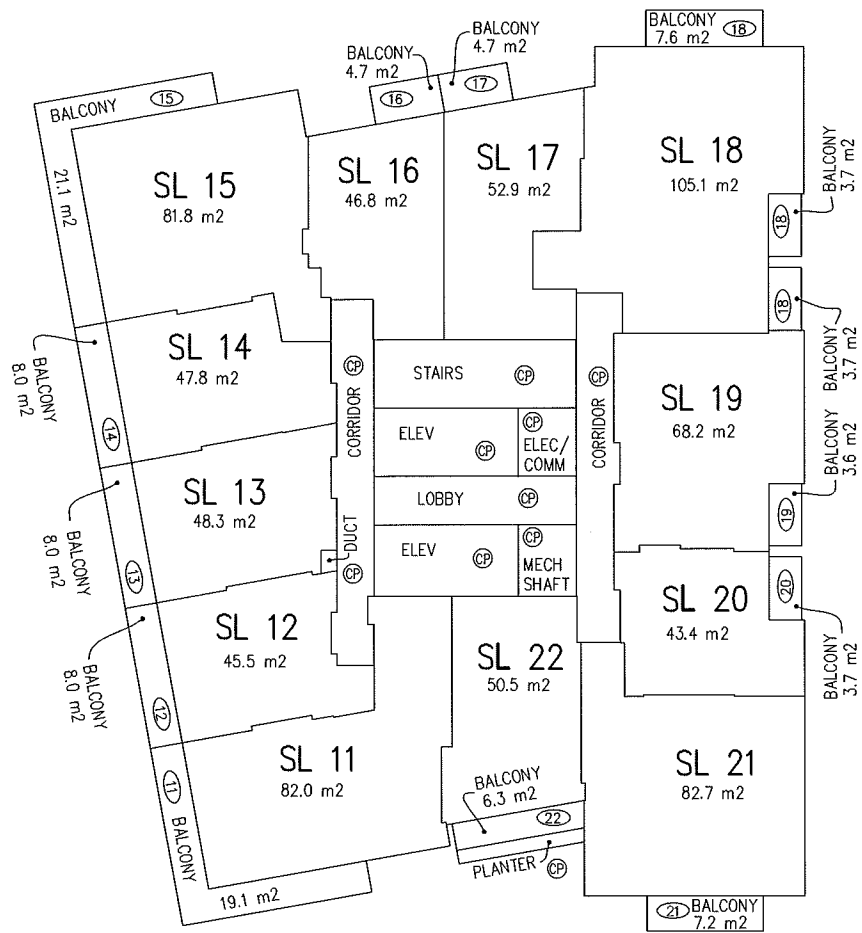 BALCONY
7.6 m2
18
BALCONY
4.7 m2
BALCONY
4.7 m2
16
17
BALCONY
15
21.1 m2
SL 15
81.8 m2
SL 16
46.8 m2
SL 17
52.9 m2
SL 18
105.1 m2
18
BALCONY
3.7 m2
18
BALCONY
3.7 m2
BALCONY
8.0 m2
14
SL 14
47.8 m2
CORRIDOR
CP
STAIRS
CP
CORRIDOR
CP
SL 19
68.2 m2
19
BALCONY
3.6 m2
ELEV
CP
CP
ELEC/
COMM
BALCONY
8.0 m2
13
SL 13
48.3 m2
LOBBY
CP
DUCT
CP
ELEV
CP
CP
MECH
SHAFT
20
BALCONY
3.7 m2
SL 20
43.4 m2
BALCONY
8.0 m2
12
SL 12
45.5 m2
SL 22
50.5 m2
SL 11
82.0 m2
11
BALCONY
19.1 m2
BALCONY
6.3 m2
22
PLANTER
CP
SL 21
82.7 m2
21
BALCONY
7.2 m2